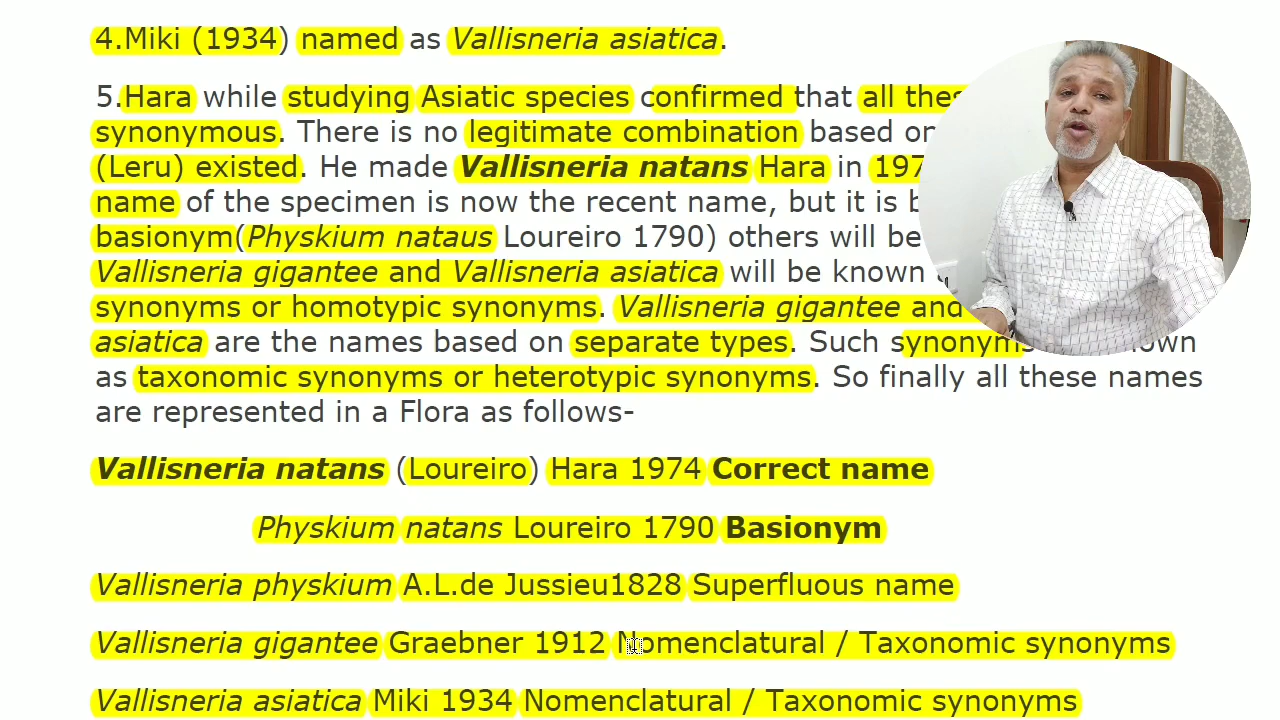 4.Miki (1934) named as Vallisneria asiatica.
5.Hara while studying Asiatic species confirmed that all
synonymous. There is no legitimate combination based on
(Leru) existed. He made Vallisneria natans Hara in
name of the specimen is now the recent name, but it is
basionym(Physkium nataus Loureiro 1790) others will be
Vallisneria gigantee and Vallisneria asiatica will be known
synonyms or homotypic synonyms. Vallisneria gigantee and
asiatica are the names based on separate types. Such synonyms
as taxonomic synonyms or heterotypic synonyms. So finally all these names
are represented in a Flora as follows-
Vallisneria natans (Loureiro) Hara 1974 Correct name
Physkium natans Loureiro 1790 Basionym
Vallisneria physkium A.L.de Jussieu1828 Superfluous name
Vallisneria gigantee Graebner 1912 Nomenclatural / Taxonomic synonyms
Vallisneria asiatica Miki 1934 Nomenclatural / Taxonomic synonyms